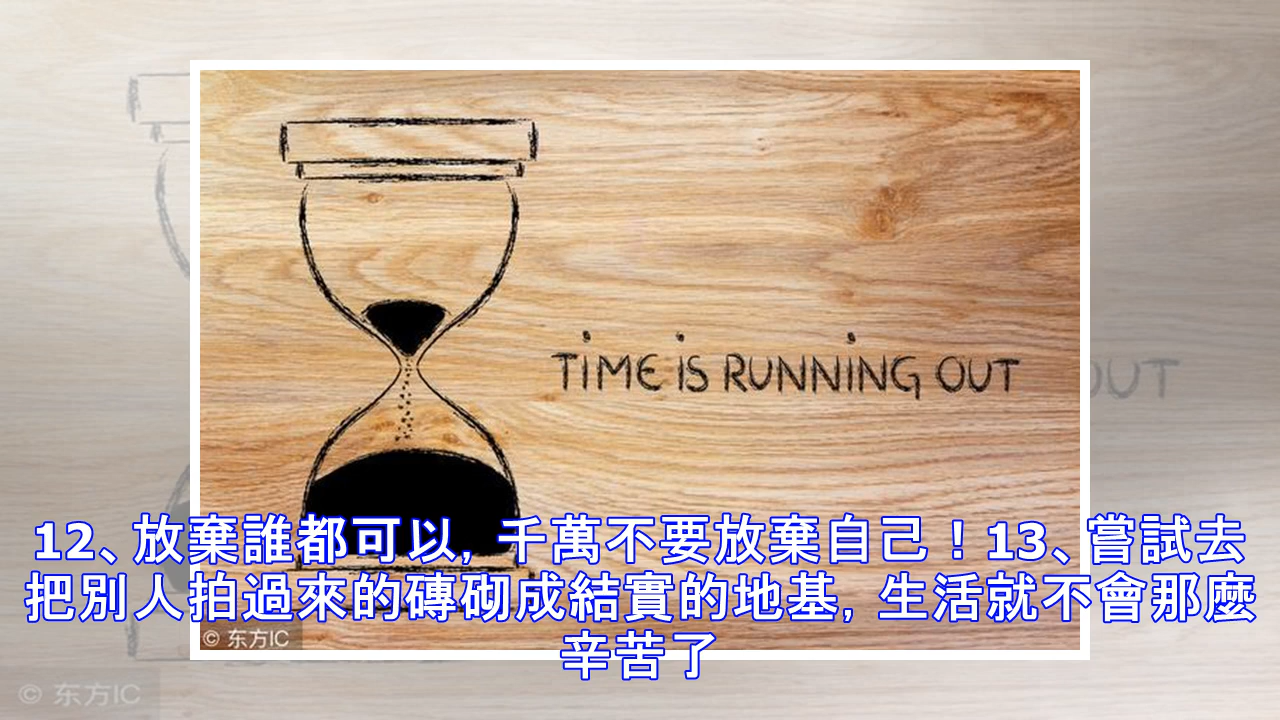 TIME IS RUNNING OUT
OUT
12、放棄誰都可以, 千萬不要放棄自己！13、嘗試去
把別人拍過來的磚砌成結實的地基, 生活就不會那麼
辛苦了
© 东方IC
© 东方IC